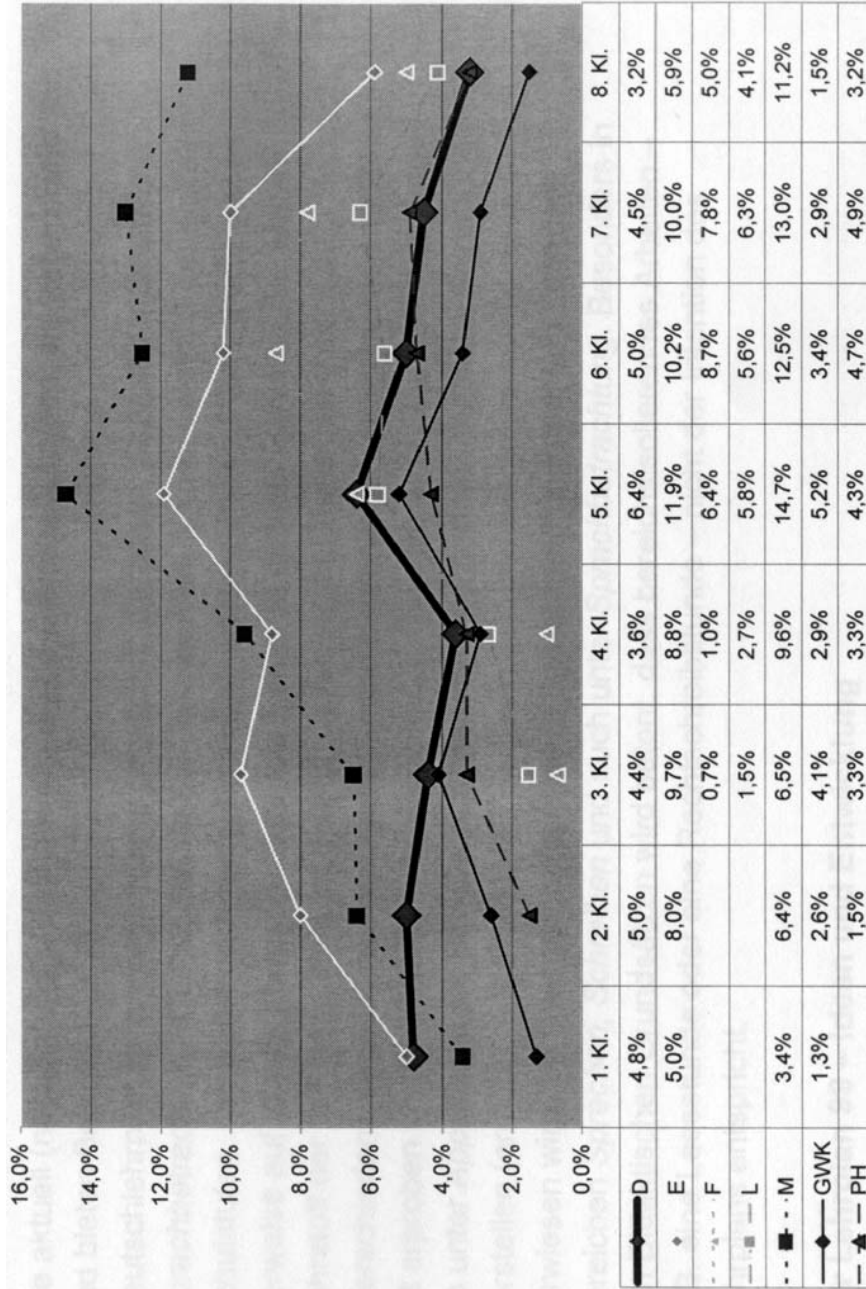 16,0%
14,0%
12,0%
10,0%
8,0%
6,0%
4,0%
2,0%
0,0%
1. Kl. 2. Kl. 3. Kl. 4. Kl. 5. Kl. 6. Kl. 7. Kl. 8. Kl.
D 4,8% 5,0% 4,4% 3,6% 6,4% 5,0% 4,5% 3,2%
E 5,0% 8,0% 9,7% 8,8% 11,9% 10,2% 10,0% 5,9%
F 0,7% 1,0% 6,4% 8,7% 7,8% 5,0%
L 1,5% 2,7% 5,8% 5,6% 6,3% 4,1%
M 3,4% 6,4% 6,5% 9,6% 14,7% 12,5% 13,0% 11,2%
GWK 1,3% 2,6% 4,1% 2,9% 5,2% 3,4% 2,9% 1,5%
PH 1,5% 3,3% 3,3% 4,3% 4,7% 4,9% 3,2%